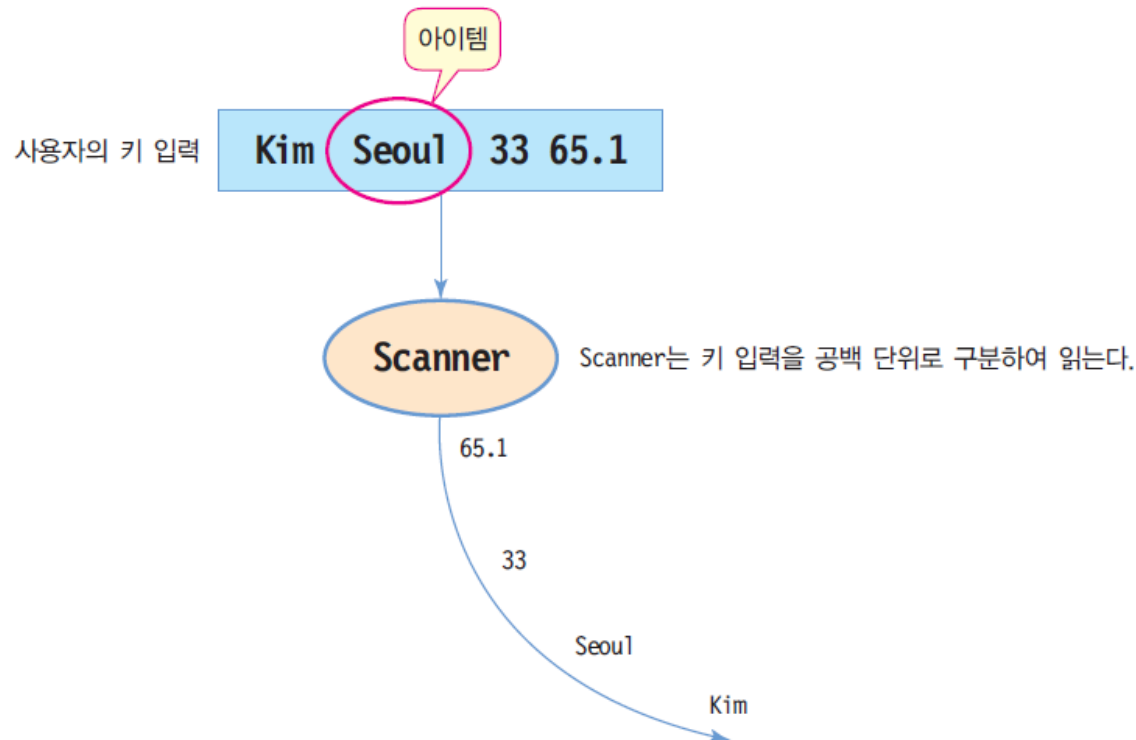 아이템
사용자의 키 입력
Kim Seoul 33 65.1
Scanner
Scanner는 키 입력을 공백 단위로 구분하여 읽는다.
65.1
33
Seoul
Kim